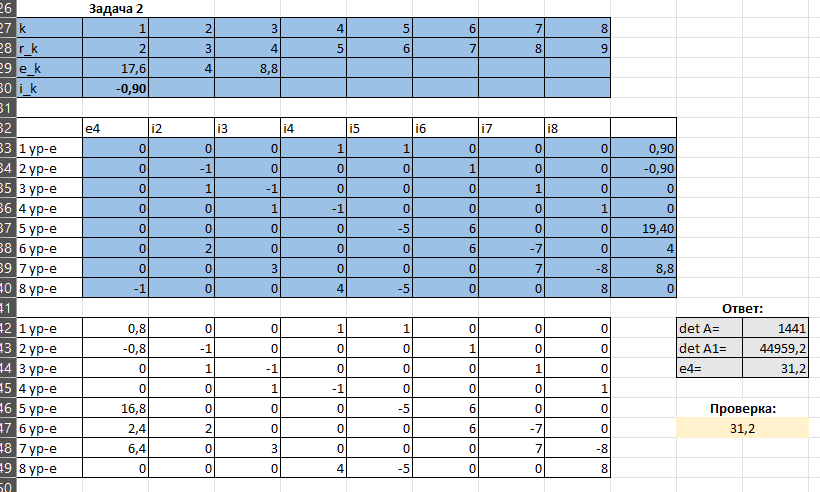 26 Задача 2
27 k 1 2 3 4 5 6 7 8
28 r_k 2 3 4 5 6 7 8 9
29 e_k 17,6 4 8,8
30 i_k -0,90
31
32 e4 i2 i3 i4 i5 i6 i7 i8
33 1 ур-е 0 0 0 1 1 0 0 0 0,90
34 2 ур-е 0 -1 0 0 0 1 0 0 -0,90
35 3 ур-е 0 1 -1 0 0 0 1 0 0
36 4 ур-е 0 0 1 -1 0 0 0 1 0
37 5 ур-е 0 0 0 0 -5 6 0 0 19,40
38 6 ур-е 0 2 0 0 0 6 -7 0 4
39 7 ур-е 0 0 3 0 0 0 7 -8 8,8
40 8 ур-е -1 0 0 4 -5 0 0 8 0
41 Ответ:
42 1 ур-е 0,8 0 0 1 1 0 0 0 det A= 1441
43 2 ур-е -0,8 -1 0 0 0 1 0 0 det A1= 44959,2
44 3 ур-е 0 1 -1 0 0 0 1 0 e4= 31,2
45 4 ур-е 0 0 1 -1 0 0 0 1
46 5 ур-е 16,8 0 0 0 -5 6 0 0 Проверка:
47 6 ур-е 2,4 2 0 0 0 6 -7 0 31,2
48 7 ур-е 6,4 0 3 0 0 0 7 -8
49 8 ур-е 0 0 0 4 -5 0 0 8
50